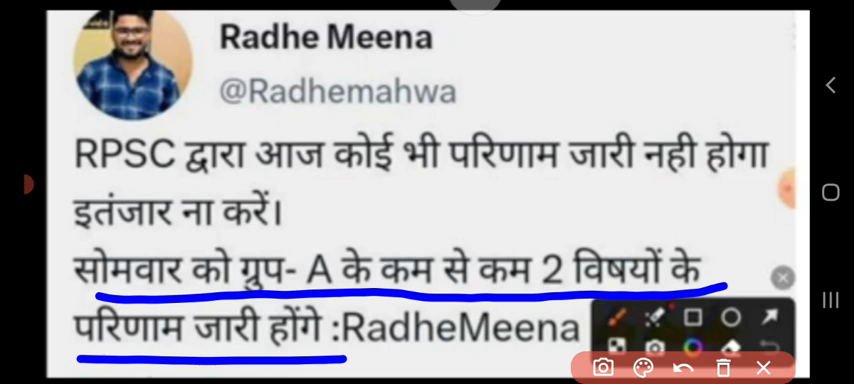 Radhe Meena
@Radhemahwa
RPSC द्वारा आज कोई भी परिणाम जारी नही होगा
इतंजार ना करें।
सोमवार को ग्रुप- A के कम से कम 2 विषयों के
परिणाम जारी होंगे :RadheMeena